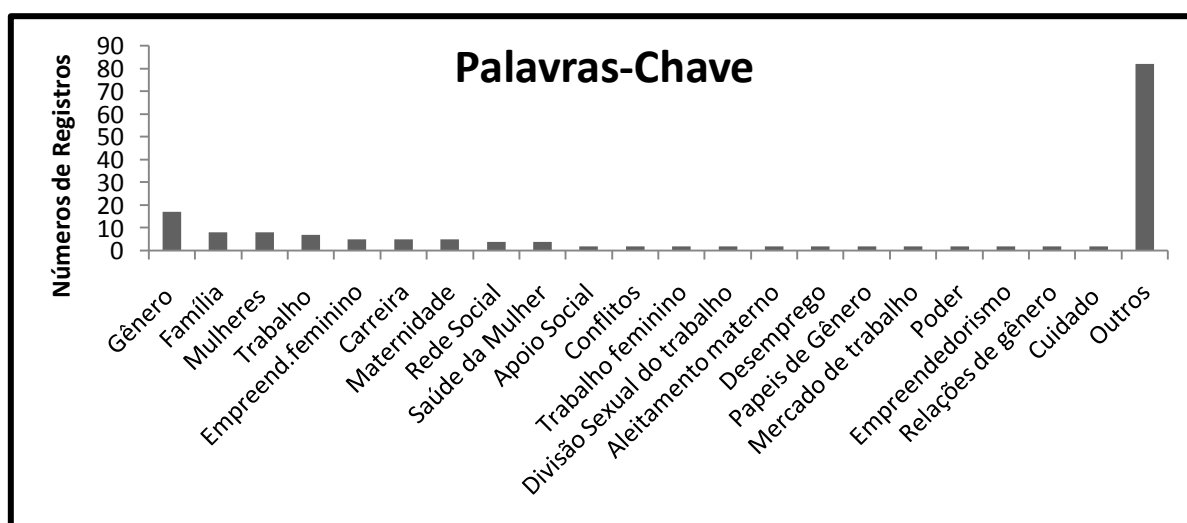 Palavras-Chave
Números de Registros
90
80
70
60
50
40
30
20
10
0
Gênero
Família
Mulheres
Trabalho
Empreend.feminino
Carreira
Maternidade
Rede Social
Saúde da Mulher
Apoio Social
Conflitos
Trabalho feminino
Divisão Sexual do trabalho
Aleitamento materno
Desemprego
Papeis de Gênero
Mercado de trabalho
Poder
Empreendedorismo
Relações de gênero
Cuidado
Outros